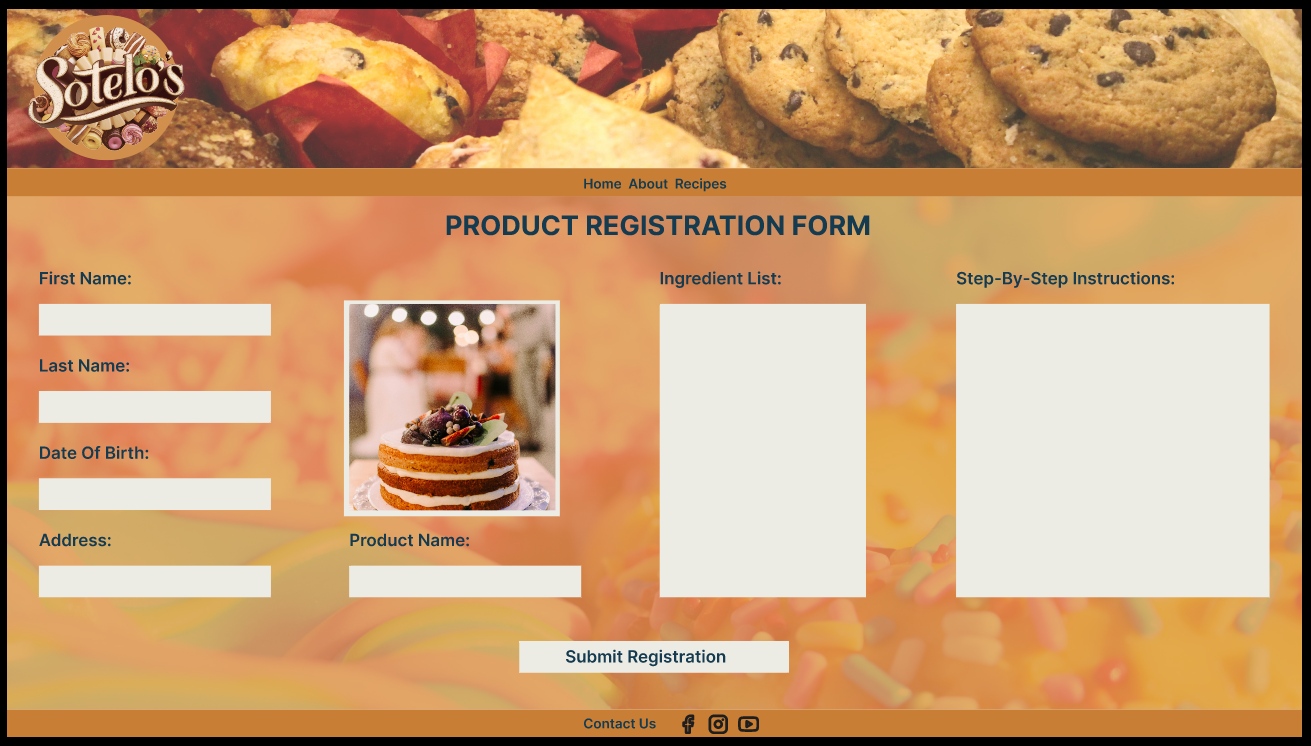 Sotelo's
Home About Recipes
PRODUCT REGISTRATION FORM
First Name:
Last Name:
Date Of Birth:
Address:
Product Name:
Ingredient List:
Step-By-Step Instructions:
Submit Registration
Contact Us